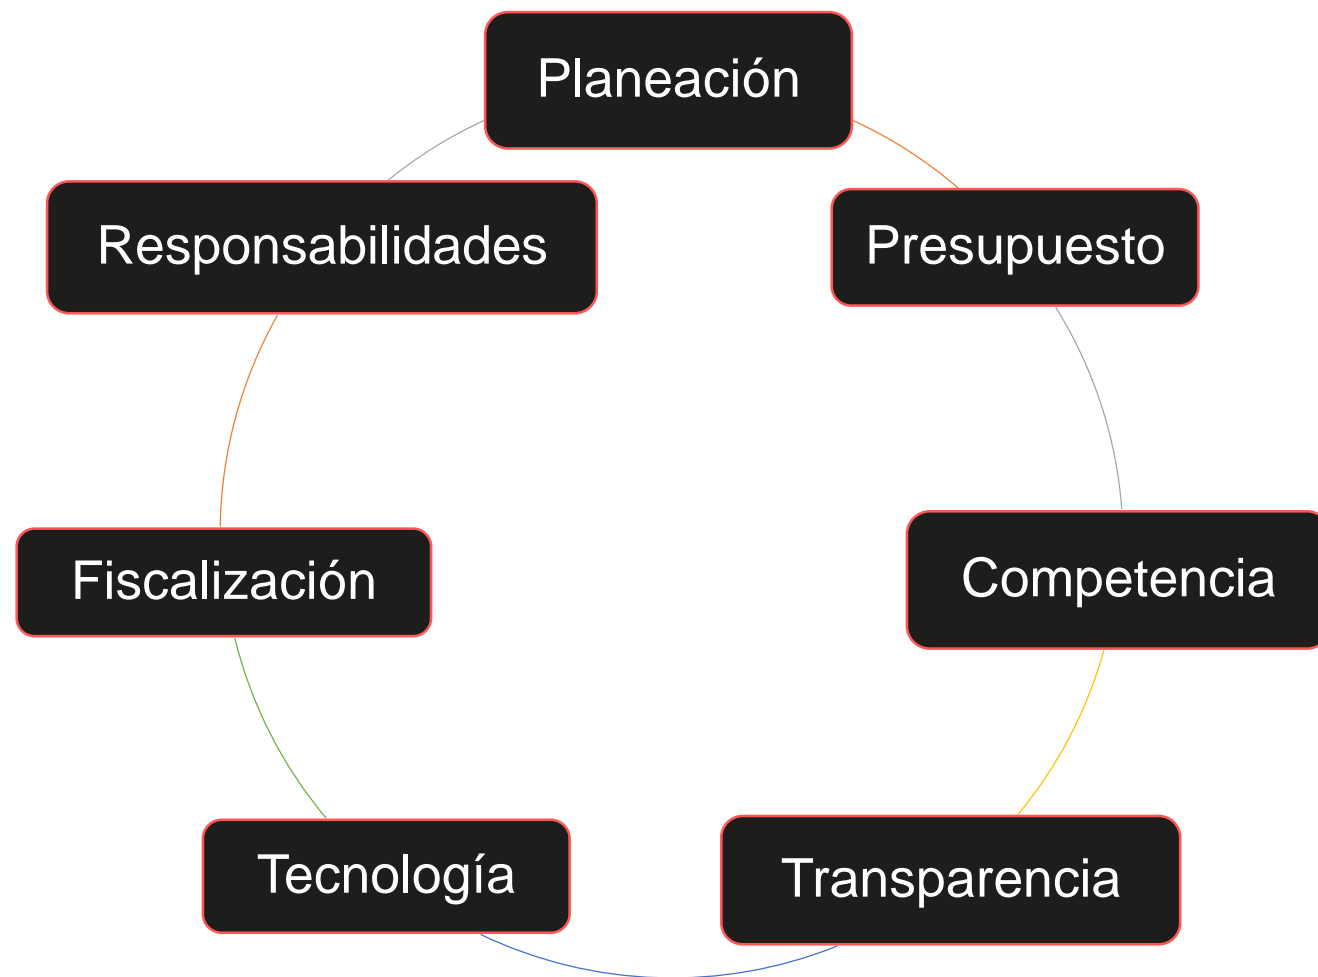 Planeación
Responsabilidades
Presupuesto
Fiscalización
Competencia
Tecnología
Transparencia